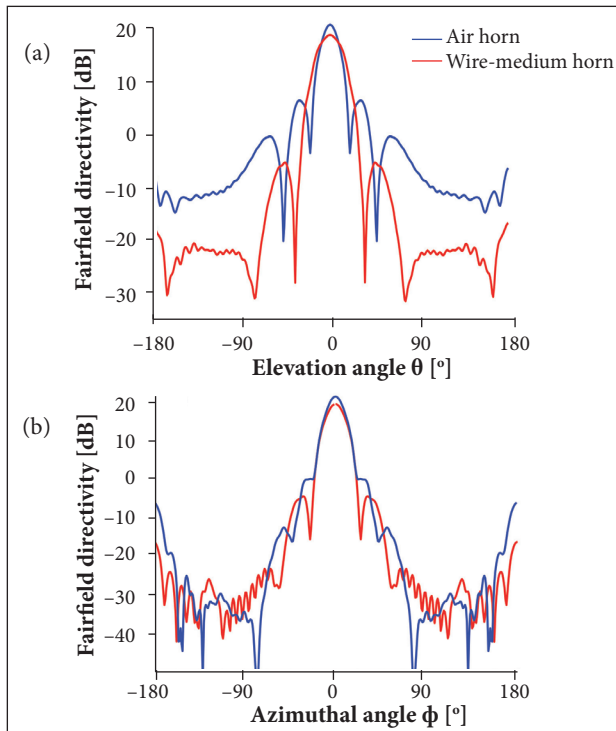 (a)
Fairfield directivity [dB]
20
10
0
−10
−20
−30
Air horn
Wire-medium horn
−180 −90 0 90 180
Elevation angle θ [°]
(b)
Fairfield directivity [dB]
20
10
0
−10
−20
−30
−40
−180 −90 0 90 180
Azimuthal angle ϕ [°]